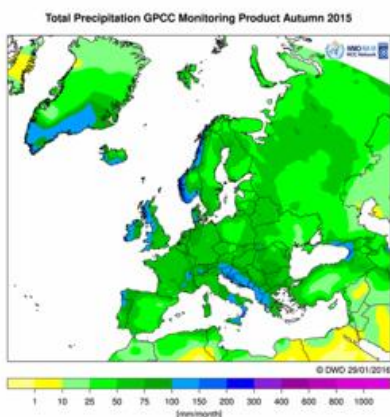 Total Precipitation GPCC Monitoring Product Autumn 2015
© DWD 29/01/2016
1 10 25 50 75 100 150 200 300 400 600 800 1000
[mm/month]